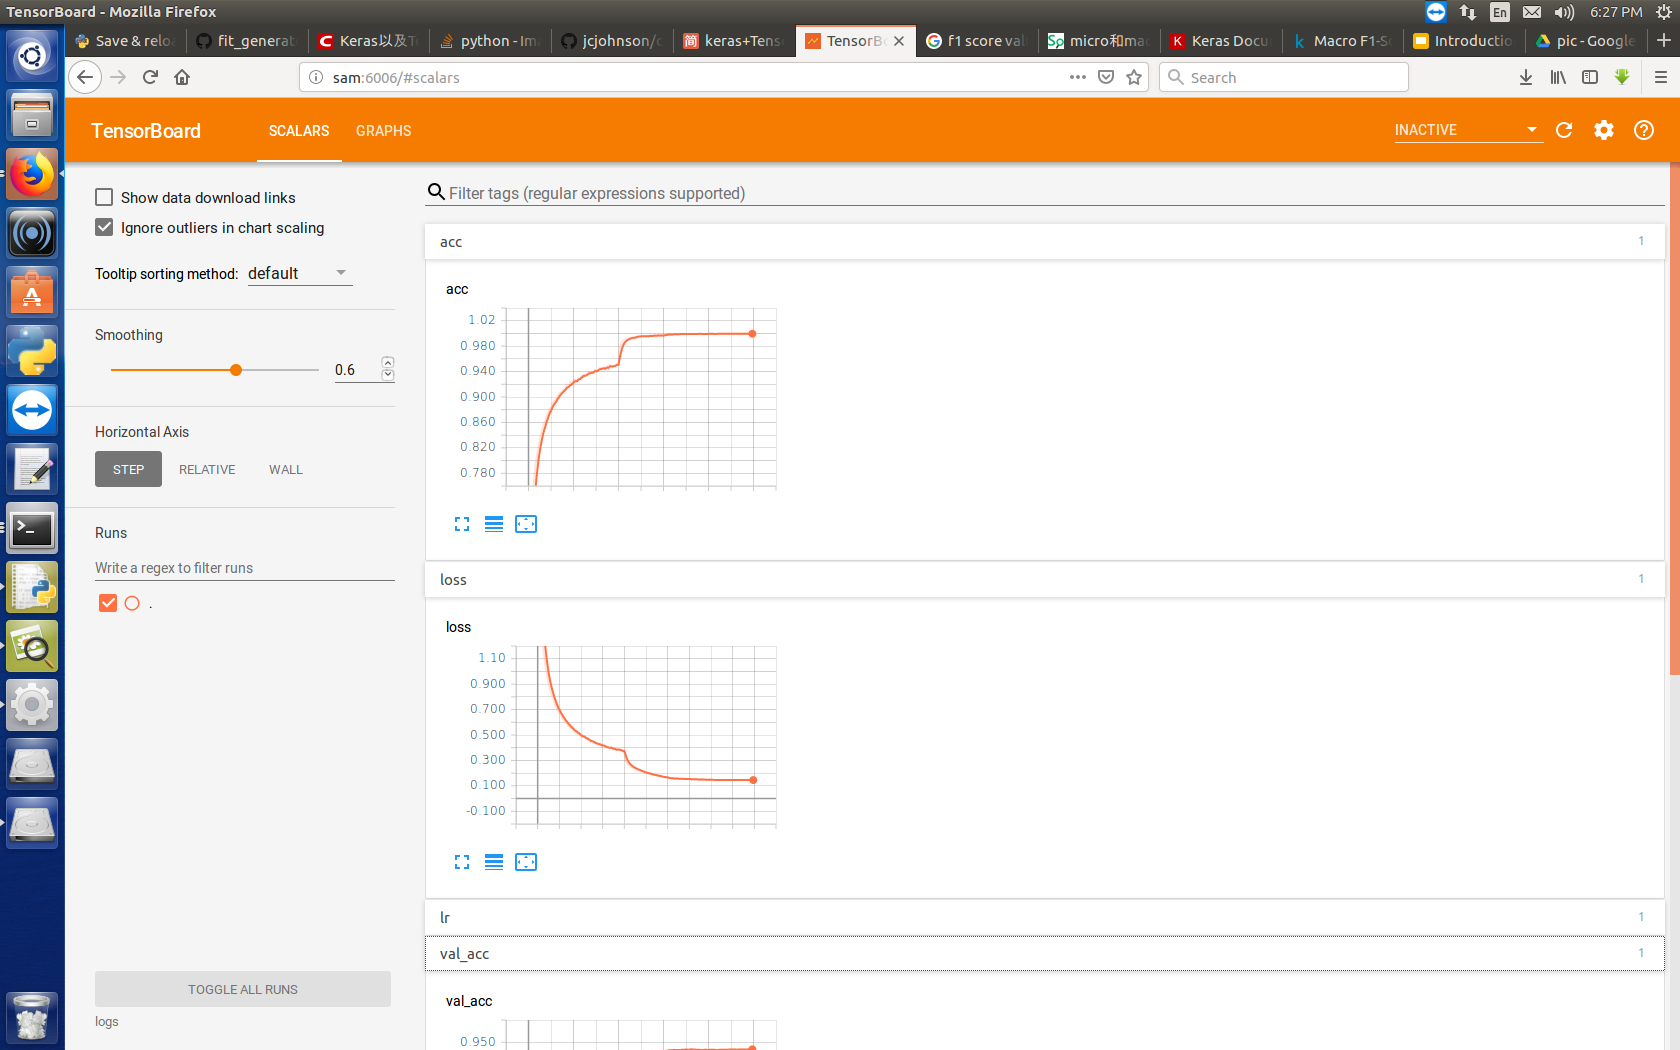 TensorBoard - Mozilla Firefox
En
6:27 PM
Save & relo
fit_generat
Keras以及T
python - Im
jcjohnson/c
keras+Tens
TensorBo
f1 score val
micro和mac
Keras Docu
Macro F1-Sc
Introductio
pic - Google
sam:6006/#scalars
Search
TensorBoard
SCALARS
GRAPHS
INACTIVE
Show data download links
Ignore outliers in chart scaling
Tooltip sorting method:
default
Smoothing
0.6
Horizontal Axis
STEP
RELATIVE
WALL
Runs
Write a regex to filter runs
.
TOGGLE ALL RUNS
logs
Filter tags (regular expressions supported)
acc
1
acc
1.02
0.980
0.940
0.900
0.860
0.820
0.780
loss
1
loss
1.10
0.900
0.700
0.500
0.300
0.100
-0.100
lr
1
val_acc
1
val_acc
0.950